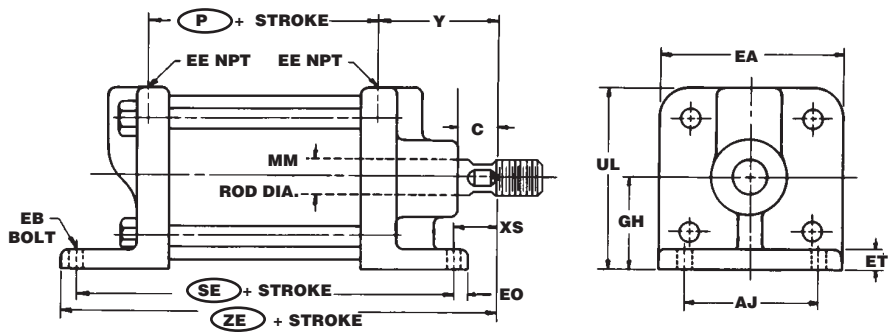 P + STROKE Y
EE NPT EE NPT
EA
C
MM
UL
ROD DIA.
GH
EB
BOLT
XS
ET
SE + STROKE EO
AJ
ZE + STROKE